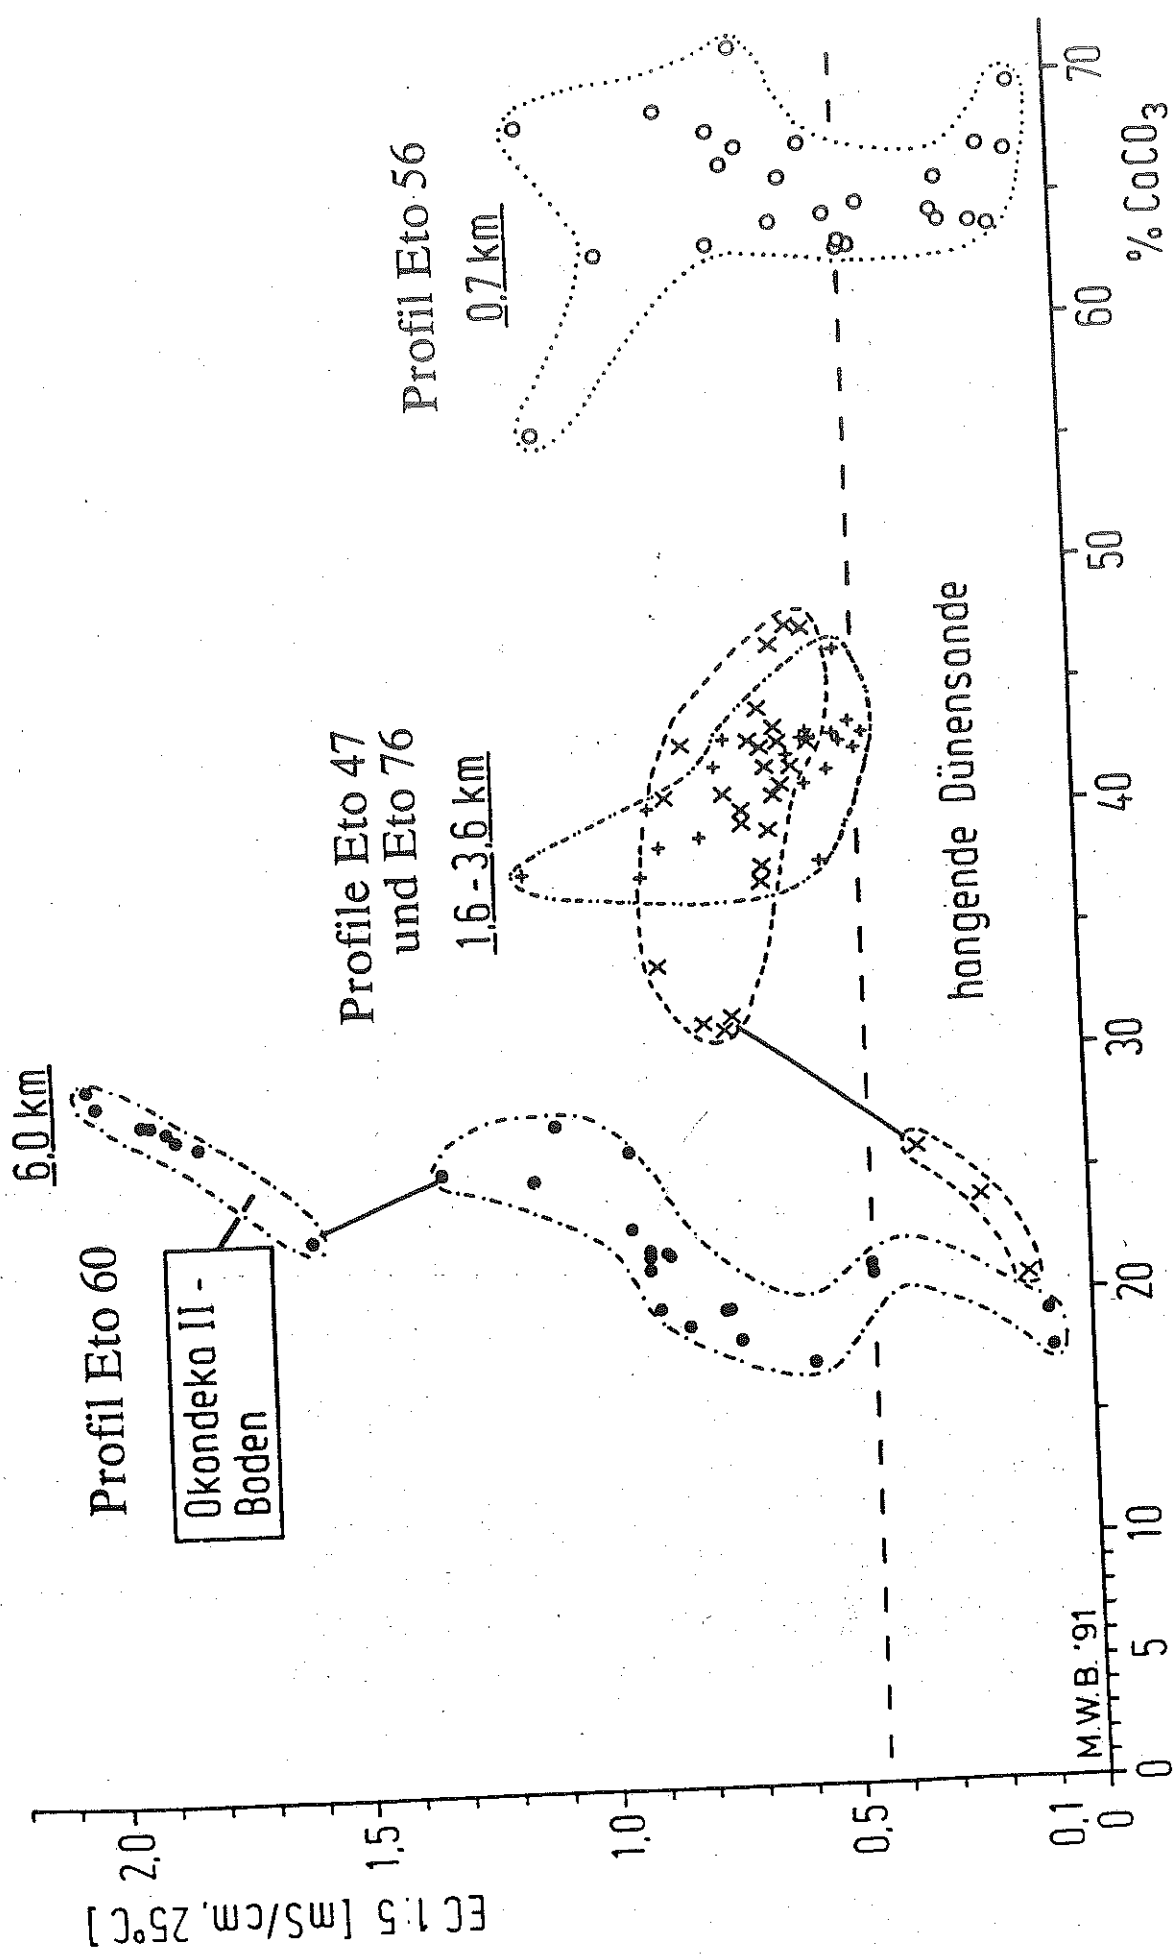 EC 1:5 [mS/cm, 25°C]
2,0
1,5
1,0
0,5
0,1
0
6,0 km
Profil Eto 60
Okondeka II -
Boden
Profile Eto 47
und Eto 76
1,6 - 3,6 km
Profil Eto 56
0,7 km
hangende Dünensande
M.W.B. '91
0
5
10
20
30
40
50
60
70
% CaCO₃